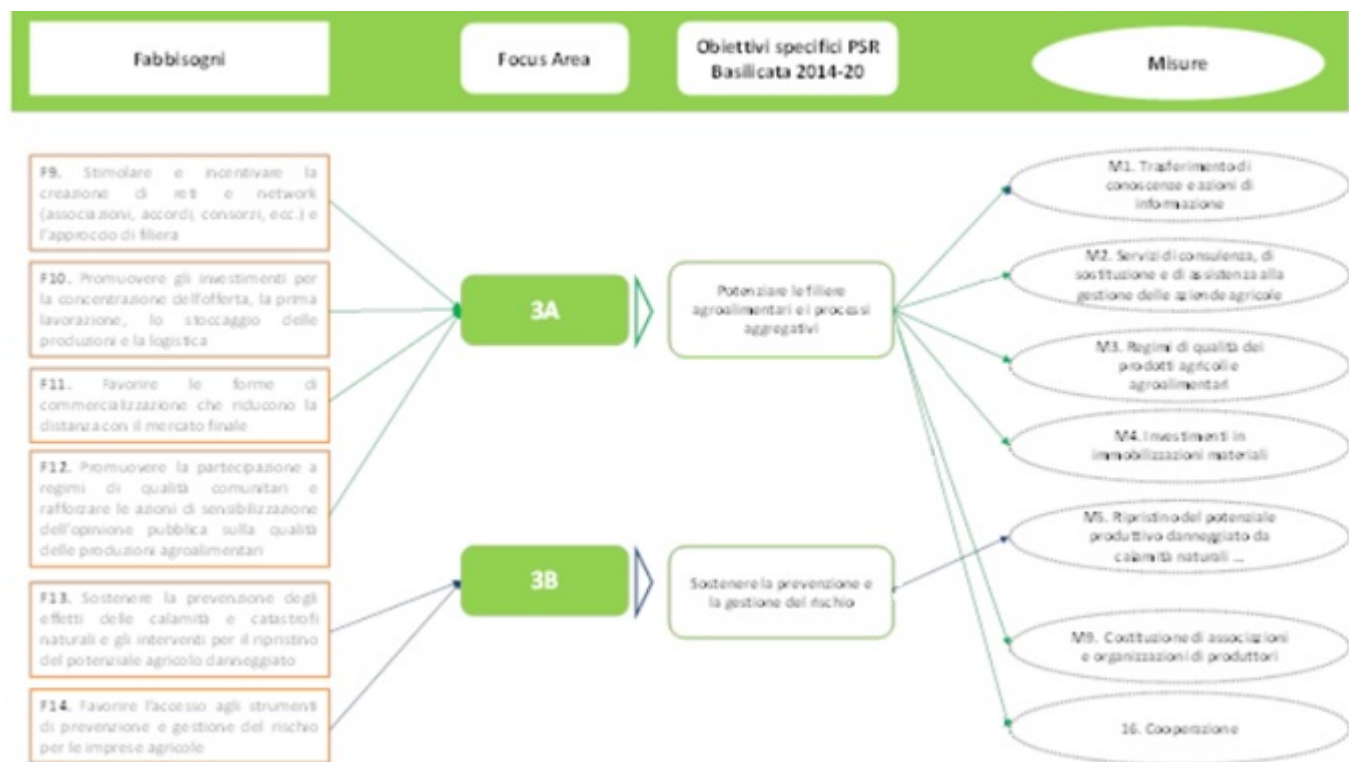 Fabbisogni
Focus Area
Obiettivi specifici PSR
Basilicata 2014-20
Misure
F9. Stimolare e incentivare la
creazione di reti e network
(associazioni, accordi, consorzi, ecc.) e
l'approccio di filiera
F10. Promuovere gli investimenti per
la concentrazione dell'offerta, la prima
lavorazione, lo stoccaggio delle
produzioni e la logistica
F11. Favorire le forme di
commercializzazione che riducono la
distanza con il mercato finale
F12. Promuovere la partecipazione a
regimi di qualità comunitari e
rafforzare le azioni di sensibilizzazione
dell'opinione pubblica sulla qualità
delle produzioni agroalimentari
F13. Sostenere la prevenzione degli
effetti delle calamità e catastrofi
naturali e gli interventi per il ripristino
del potenziale agricolo danneggiato
F14. Favorire l'accesso agli strumenti
di prevenzione e gestione del rischio
per le imprese agricole
3A
3B
Potenziare le filiere
agroalimentari e i processi
aggregativi
Sostenere la prevenzione e
la gestione del rischio
M1. Trasferimento di
conoscenze e azioni di
informazione
M2. Servizi di consulenza, di
sostituzione e di assistenza alla
gestione delle aziende agricole
M3. Regimi di qualità dei
prodotti agricoli e
agroalimentari
M4. Investimenti in
immobilizzazioni materiali
M5. Ripristino del potenziale
produttivo danneggiato da
calamità naturali ...
M9. Costituzione di associazioni
e organizzazioni di produttori
16. Cooperazione